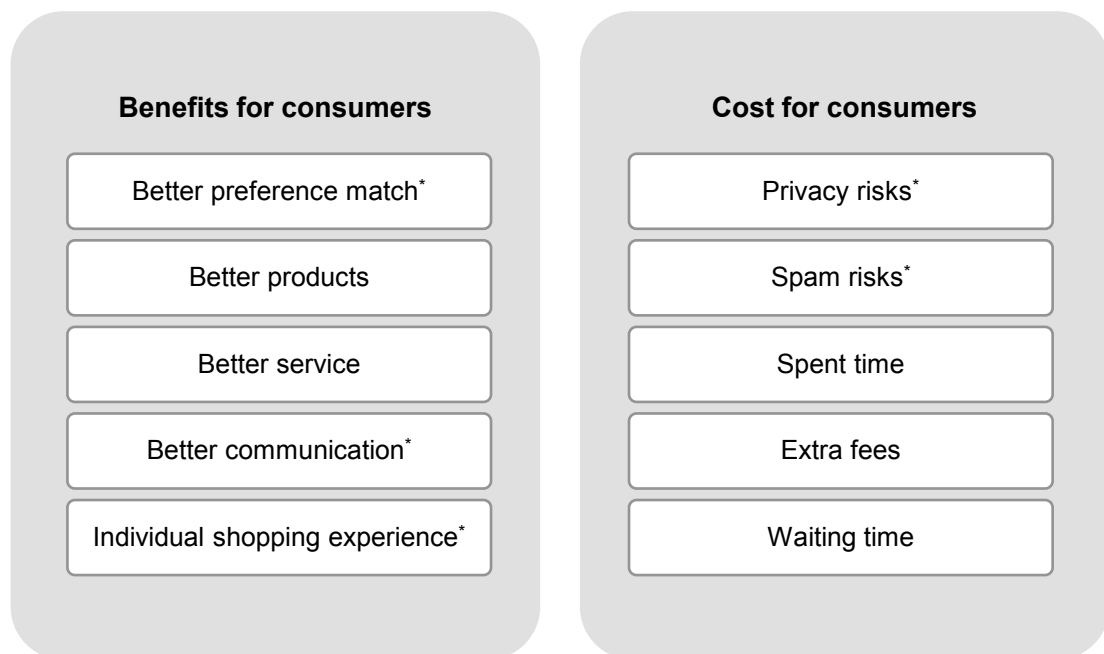 Benefits for consumers
Better preference match*
Better products
Better service
Better communication*
Individual shopping experience*
Cost for consumers
Privacy risks*
Spam risks*
Spent time
Extra fees
Waiting time